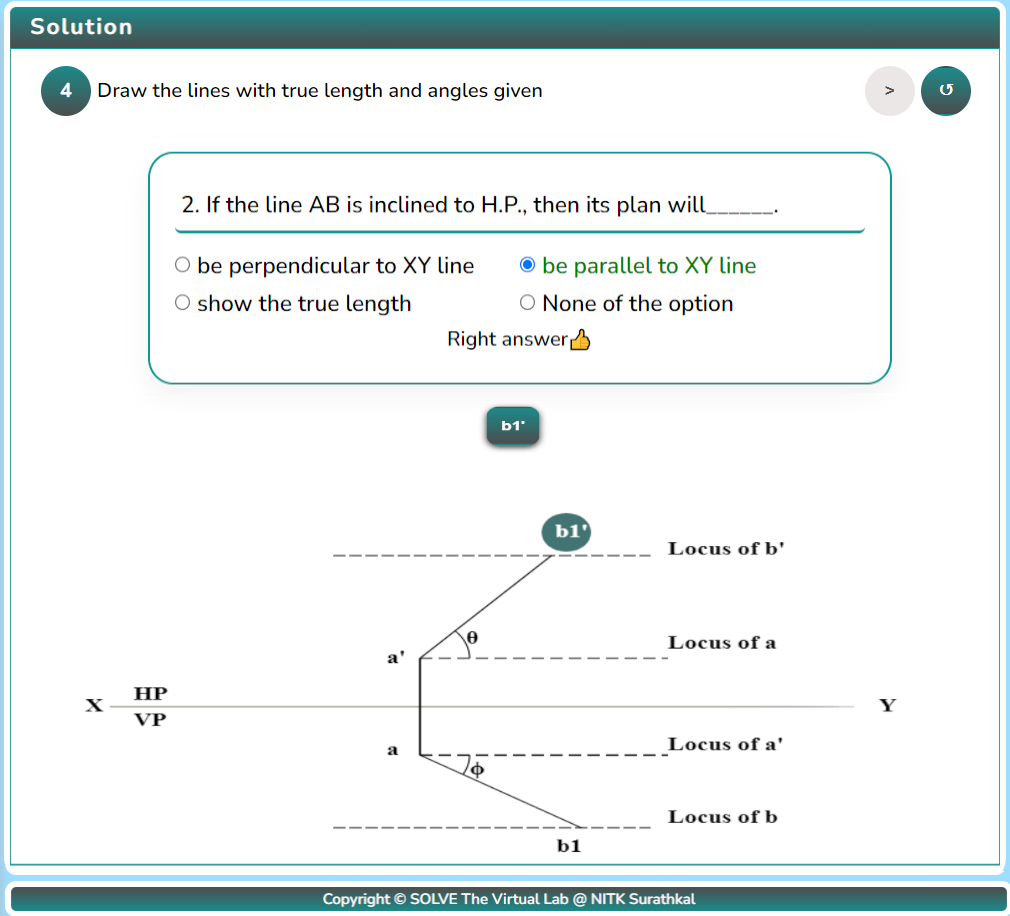 Solution
4 Draw the lines with true length and angles given > ↺
2. If the line AB is inclined to H.P., then its plan will______.
be perpendicular to XY line be parallel to XY line
show the true length None of the option
Right answer👍
b1'
b1'
Locus of b'
θ
Locus of a
a'
HP
X Y
VP
Locus of a'
a
ϕ
Locus of b
b1
Copyright © SOLVE The Virtual Lab @ NITK Surathkal